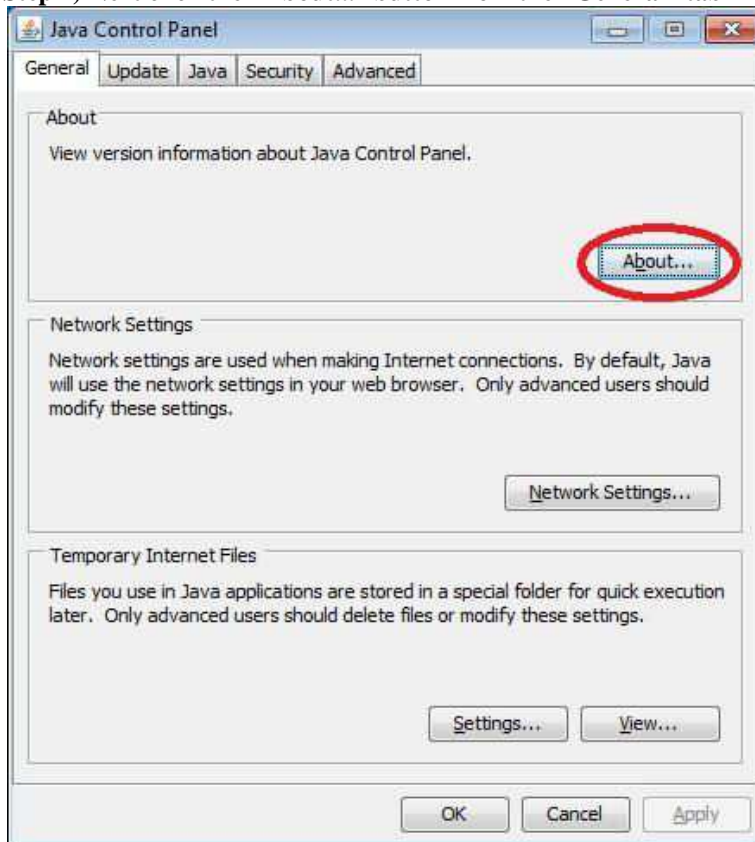 Java Control Panel
General Update Java Security Advanced
About
View version information about Java Control Panel.
About...
Network Settings
Network settings are used when making Internet connections. By default, Java
will use the network settings in your web browser. Only advanced users should
modify these settings.
Network Settings...
Temporary Internet Files
Files you use in Java applications are stored in a special folder for quick execution
later. Only advanced users should delete files or modify these settings.
Settings... View...
OK Cancel Apply